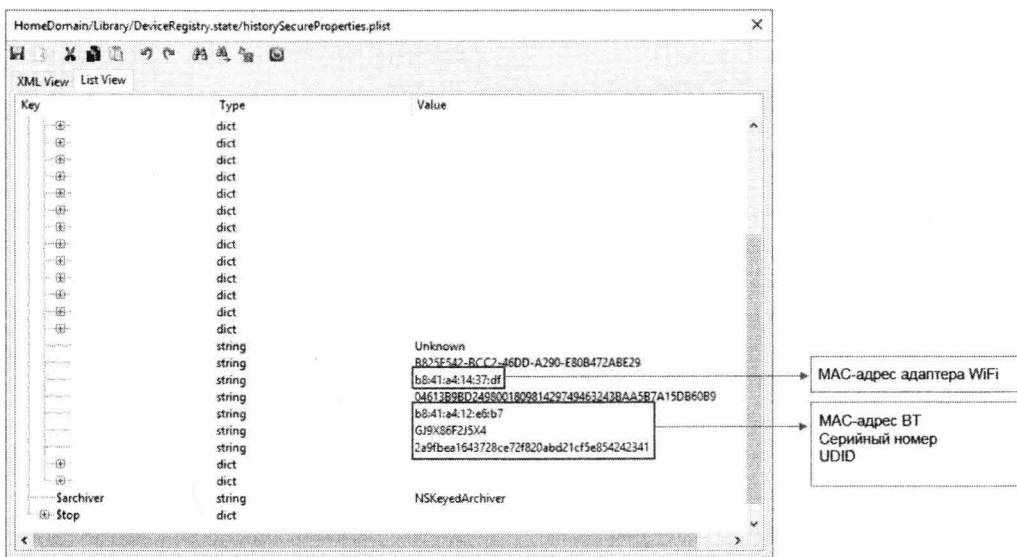 HomeDomain/Library/DeviceRegistry.state/historySecureProperties.plist
XML View List View
Key Type Value
dict
dict
dict
dict
dict
dict
dict
dict
dict
dict
dict
dict
dict
string Unknown
string B825F542-BCC2-46DD-A290-E80B472ABE29
string b8:41:a4:14:37:df
string 04613B9BD249800180981429749463243BAA5B7A15DB60B9
string b8:41:a4:12:e6:b7
string GJ9X86F2J5X4
string 2a9fbea1643728ce72f820abd21cf5e854242341
dict
dict
$archiver string NSKeyedArchiver
$top dict
MAC-адрес адаптера WiFi
MAC-адрес BT
Серийный номер
UDID